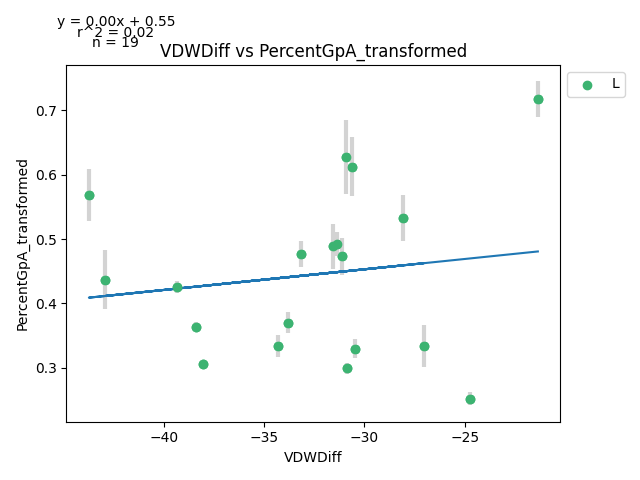 y = 0.00x + 0.55
r^2 = 0.02
n = 19
VDWDiff vs PercentGpA_transformed
L
PercentGpA_transformed
0.7
0.6
0.5
0.4
0.3
−40
−35
−30
−25
VDWDiff